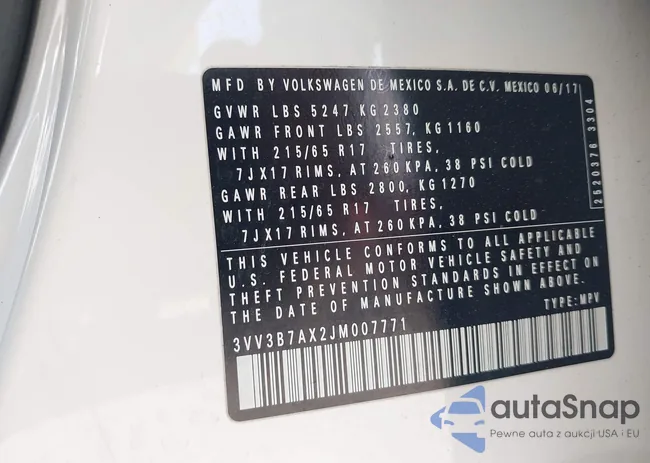 MFD BY VOLKSWAGEN DE MEXICO S.A. DE C.V. MEXICO 06/17
GVWR LBS 5247 KG 2380
GAWR FRONT LBS 2557, KG 1160
WITH 215/65 R17 TIRES,
7JX17 RIMS, AT 260 KPA, 38 PSI COLD
GAWR REAR LBS 2800, KG 1270
WITH 215/65 R17 TIRES,
7JX17 RIMS, AT 260 KPA, 38 PSI COLD
2520376 3304
THIS VEHICLE CONFORMS TO ALL APPLICABLE
U.S. FEDERAL MOTOR VEHICLE SAFETY AND
THEFT PREVENTION STANDARDS IN EFFECT ON
THE DATE OF MANUFACTURE SHOWN ABOVE.
TYPE: MPV
3VV3B7AX2JM007771
autaSnap
Pewne auta z aukcji USA i EU